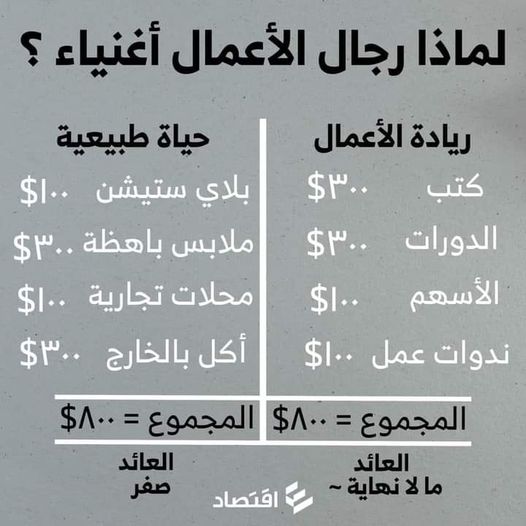 لماذا رجال الأعمال أغنياء ؟
ريادة الأعمال
كتب ٣٠٠$
الدورات ٣٠٠$
الأسهم ١٠٠$
ندوات عمل ١٠٠$
المجموع = ٨٠٠$
العائد
ما لا نهاية ~
حياة طبيعية
بلاي ستيشن ١٠٠$
ملابس باهظة ٣٠٠$
محلات تجارية ١٠٠$
أكل بالخارج ٣٠٠$
المجموع = ٨٠٠$
العائد
صفر
اقتصاد